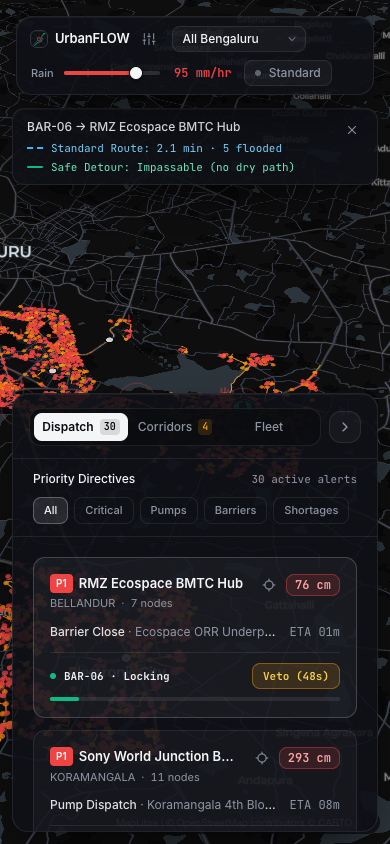 UrbanFLOW All Bengaluru
Rain 95 mm/hr Standard
Gollahalli
BAR-06 → RMZ Ecospace BMTC Hub
Standard Route: 2.1 min · 5 flooded
Safe Detour: Impassable (no dry path)
URU
Dispatch 30 Corridors 4 Fleet
Priority Directives 30 active alerts
All Critical Pumps Barriers Shortages
P1 RMZ Ecospace BMTC Hub 76 cm
BELLANDUR · 7 nodes
Barrier Close · Ecospace ORR Underp... ETA 01m
BAR-06 · Locking Veto (48s)
P1 Sony World Junction B... 293 cm
KORAMANGALA · 11 nodes
Pump Dispatch · Koramangala 4th Blo... ETA 08m